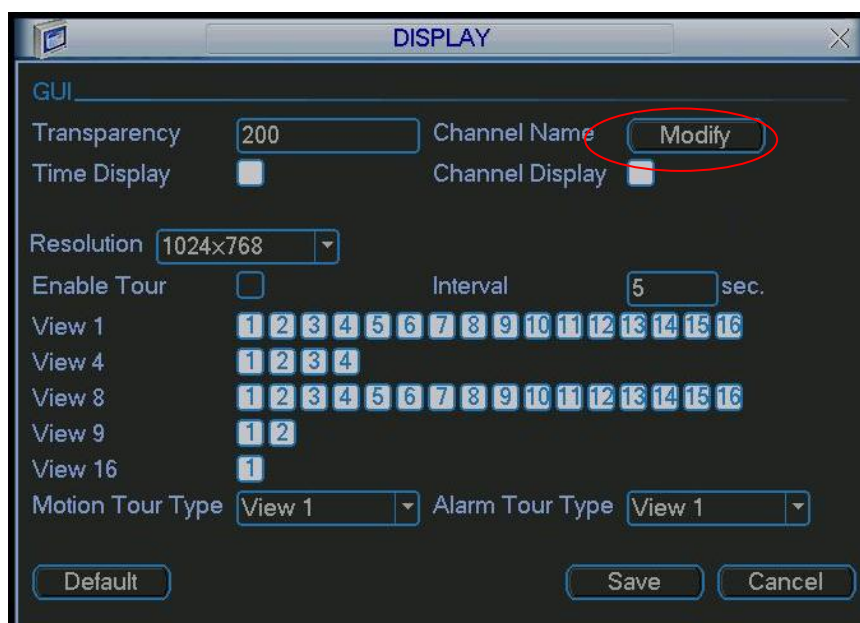 DISPLAY
GUI
Transparency 200 Channel Name Modify
Time Display Channel Display
Resolution 1024×768
Enable Tour Interval 5 sec.
View 1 1 2 3 4 5 6 7 8 9 10 11 12 13 14 15 16
View 4 1 2 3 4
View 8 1 2 3 4 5 6 7 8 9 10 11 12 13 14 15 16
View 9 1 2
View 16 1
Motion Tour Type View 1 Alarm Tour Type View 1
Default Save Cancel